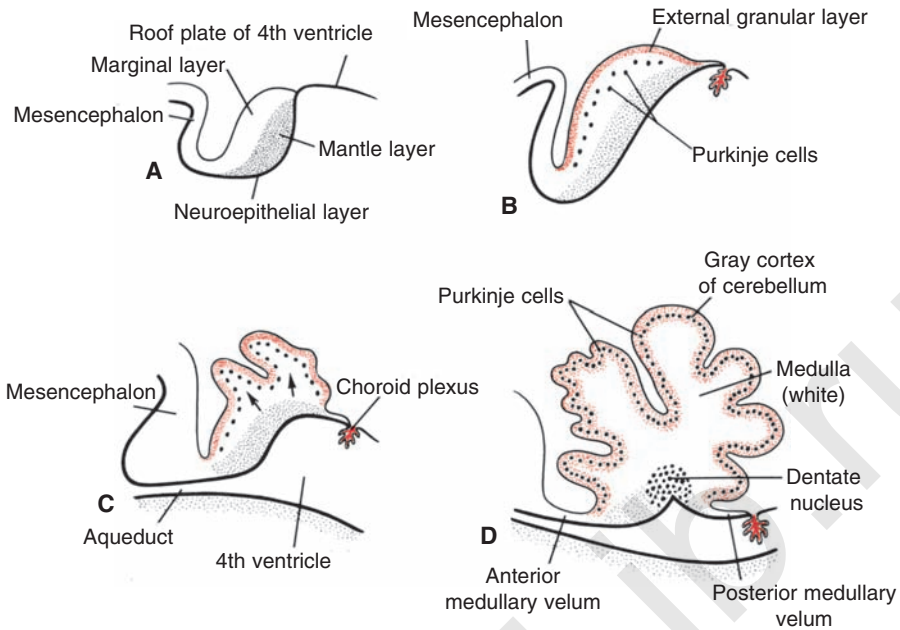 Roof plate of 4th ventricle
Marginal layer
Mesencephalon
Mantle layer
A
Neuroepithelial layer
Mesencephalon
External granular layer
Purkinje cells
B
Mesencephalon
Choroid plexus
C
Aqueduct
4th ventricle
Gray cortex
of cerebellum
Purkinje cells
Medulla
(white)
Dentate
nucleus
D
Anterior
medullary velum
Posterior medullary
velum